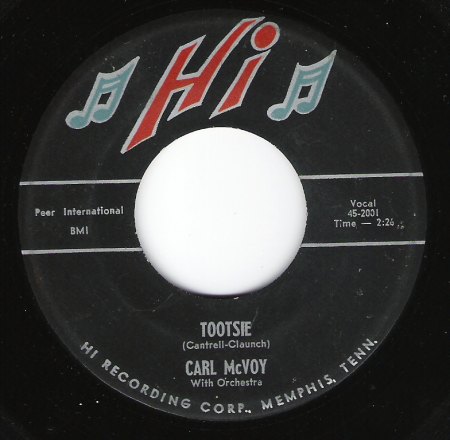 Hi
Peer International
BMI
Vocal
45-2001
Time — 2:26
TOOTSIE
(Cantrell-Claunch)
CARL McVOY
With Orchestra
HI RECORDING CORP., MEMPHIS, TENN.